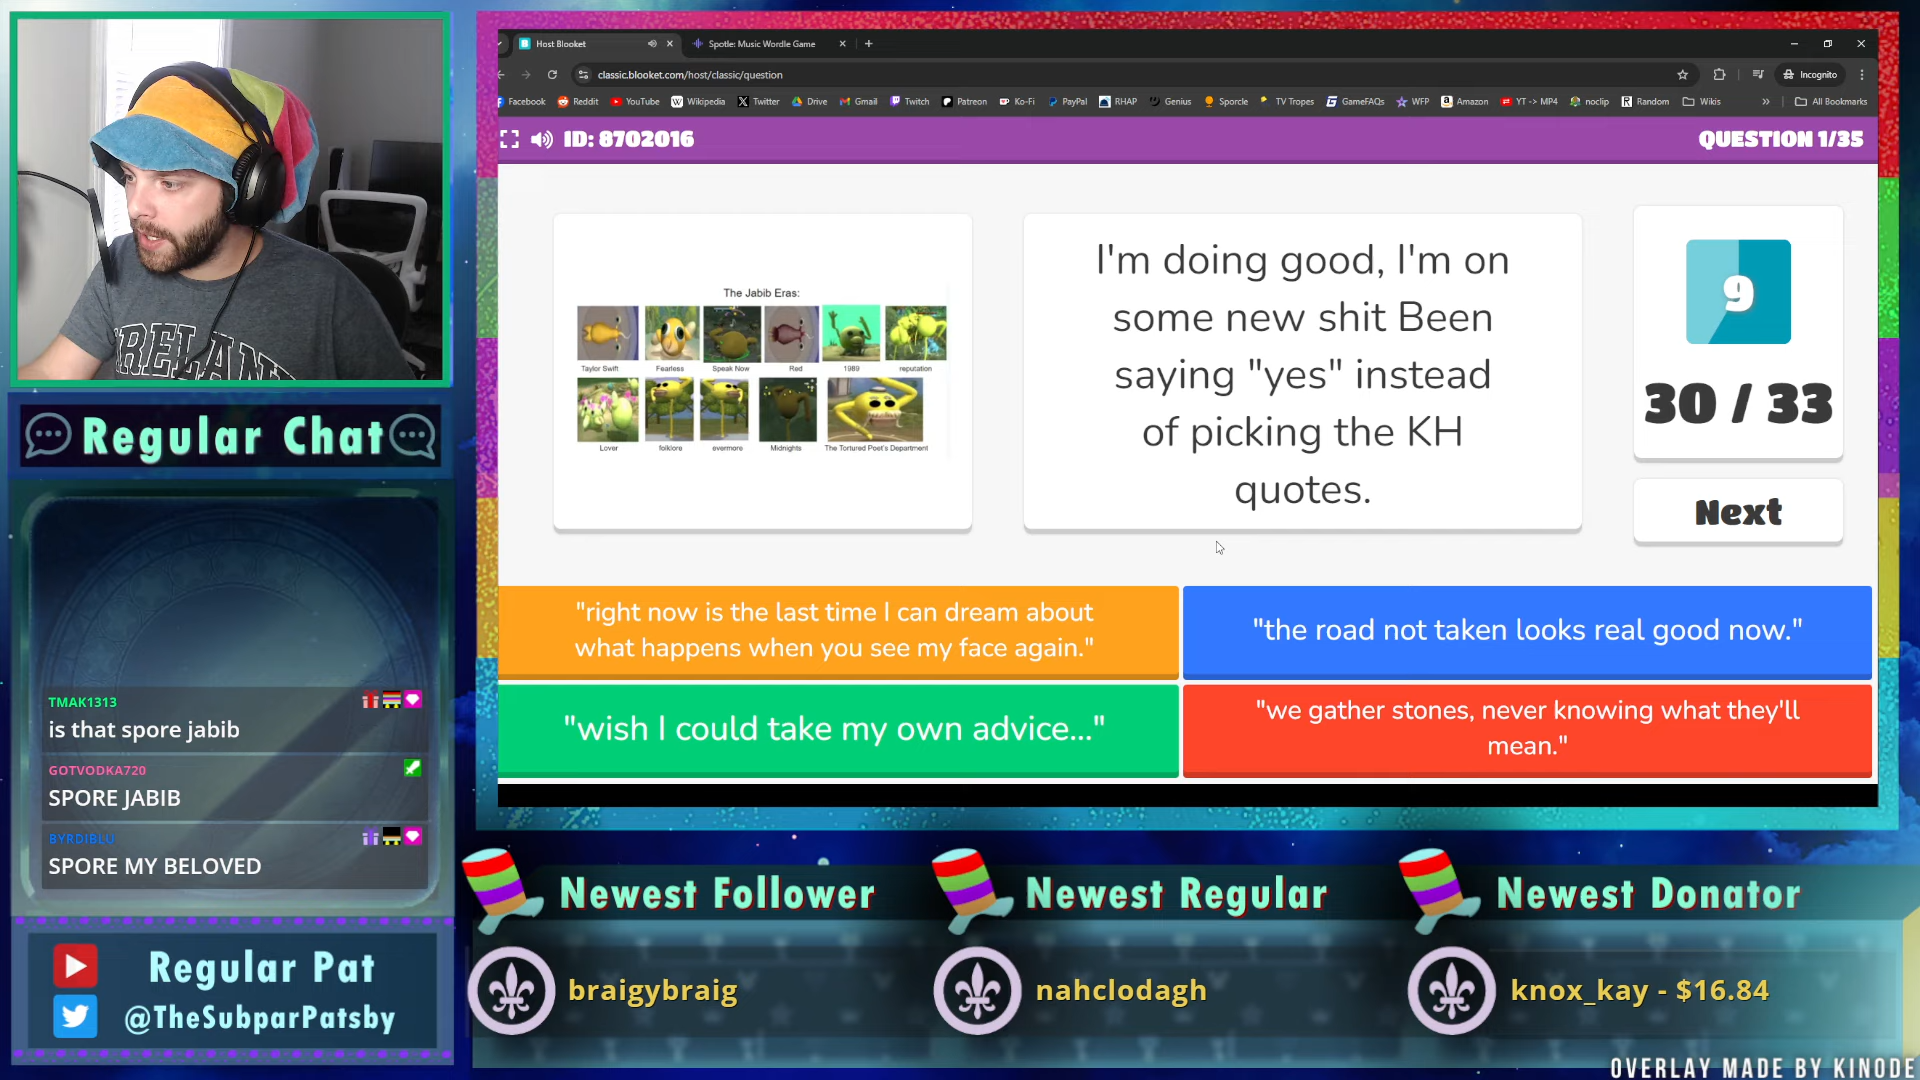 Host Blooket
Spotle: Music Wordle Game
classic.blooket.com/host/classic/question
Incognito
Facebook
Reddit
YouTube
Wikipedia
Twitter
Drive
Gmail
Twitch
Patreon
Ko-Fi
PayPal
RHAP
Genius
Sporcle
TV Tropes
GameFAQs
WFP
Amazon
YT -> MP4
noclip
Random
Wikis
All Bookmarks
ID: 8702016
QUESTION 1/35
The Jabib Eras:
Taylor Swift
Fearless
Speak Now
Red
1989
reputation
Lover
folklore
evermore
Midnights
The Tortured Poet's Department
I'm doing good, I'm on
some new shit Been
saying "yes" instead
of picking the KH
quotes.
9
30 / 33
Next
"right now is the last time I can dream about
what happens when you see my face again."
"the road not taken looks real good now."
"wish I could take my own advice..."
"we gather stones, never knowing what they'll
mean."
IRELAN
Regular Chat
TMAK1313
is that spore jabib
GOTVODKA720
SPORE JABIB
BYRDIBLU
SPORE MY BELOVED
Regular Pat
@TheSubparPatsby
Newest Follower
braigybraig
Newest Regular
nahclodagh
Newest Donator
knox_kay - $16.84
OVERLAY MADE BY KINODE